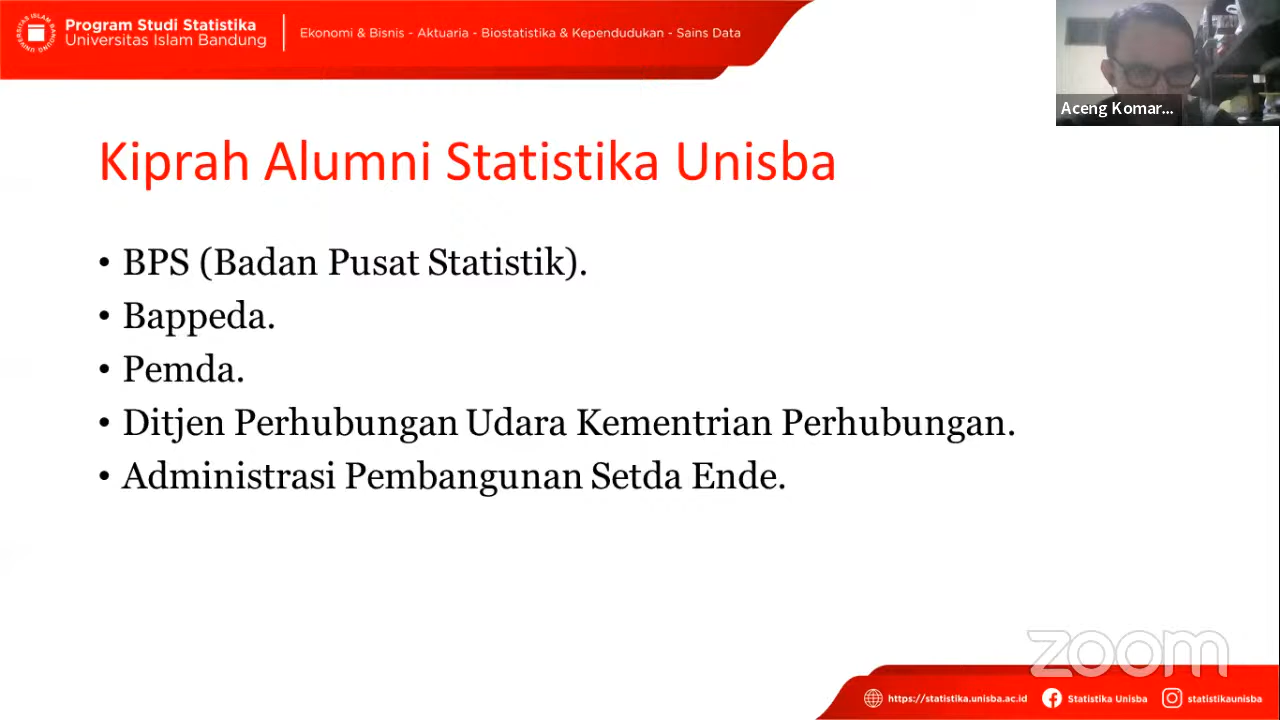 Program Studi Statistika
Universitas Islam Bandung
Ekonomi & Bisnis - Aktuaria - Biostatistika & Kependudukan - Sains Data
Aceng Komar...
Kiprah Alumni Statistika Unisba
• BPS (Badan Pusat Statistik).
• Bappeda.
• Pemda.
• Ditjen Perhubungan Udara Kementrian Perhubungan.
• Administrasi Pembangunan Setda Ende.
zoom
https://statistika.unisba.ac.id
Statistika Unisba
statistikaunisba